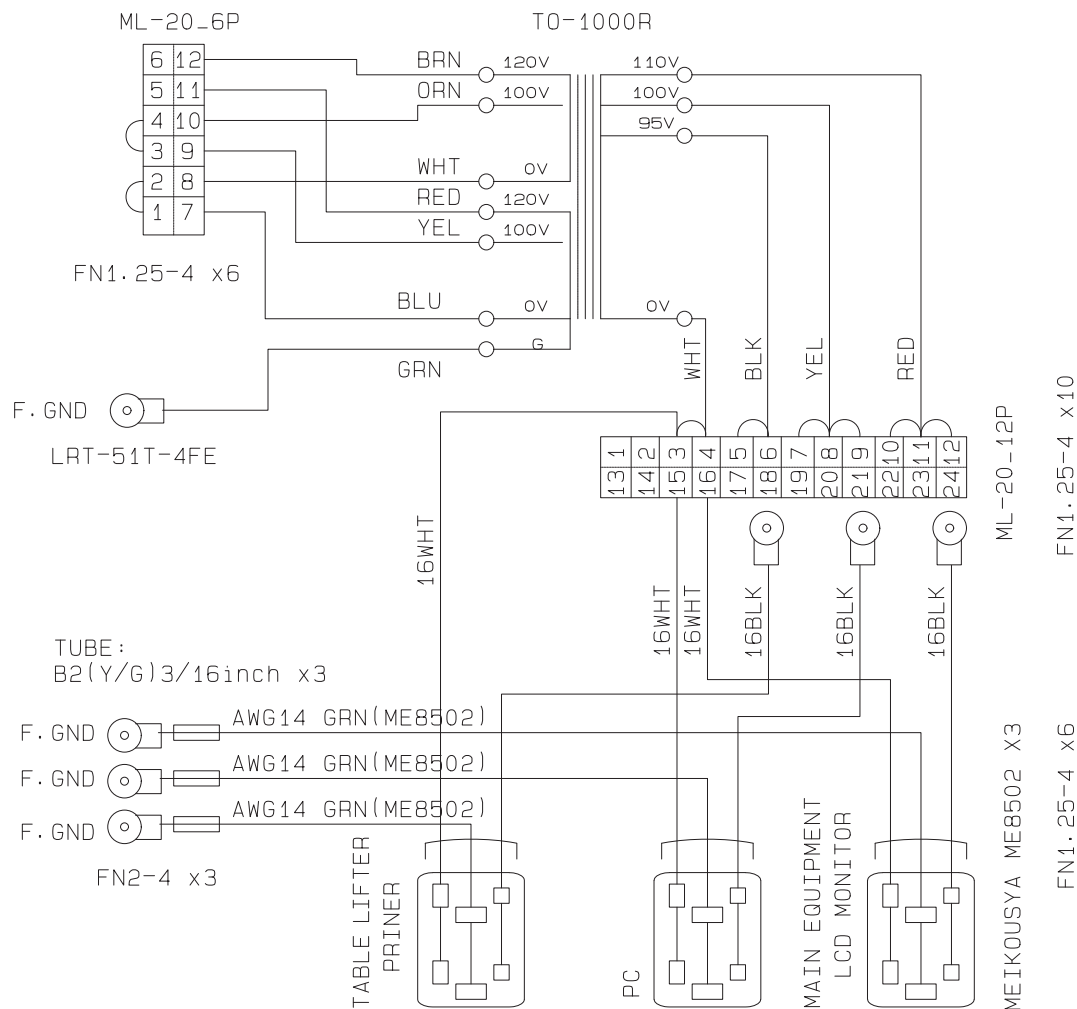 ML-20_6P
TO-1000R
6 12
5 11
4 10
3 9
2 8
1 7
FN1.25-4 x6
BRN
ORN
WHT
RED
YEL
BLU
GRN
120V
100V
0V
120V
100V
0V
G
110V
100V
95V
0V
WHT
BLK
YEL
RED
F.GND
LRT-51T-4FE
1 2 3 4 5 6 7 8 9 10 11 12
13 14 15 16 17 18 19 20 21 22 23 24
ML-20_12P
FN1.25-4 x10
16WHT
16WHT
16WHT
16BLK
16BLK
16BLK
TUBE:
B2(Y/G)3/16inch x3
F.GND
AWG14 GRN(ME8502)
F.GND
AWG14 GRN(ME8502)
F.GND
AWG14 GRN(ME8502)
FN2-4 x3
TABLE LIFTER
PRINER
PC
MAIN EQUIPMENT
LCD MONITOR
MEIKOUSYA ME8502 X3
FN1.25-4 x6